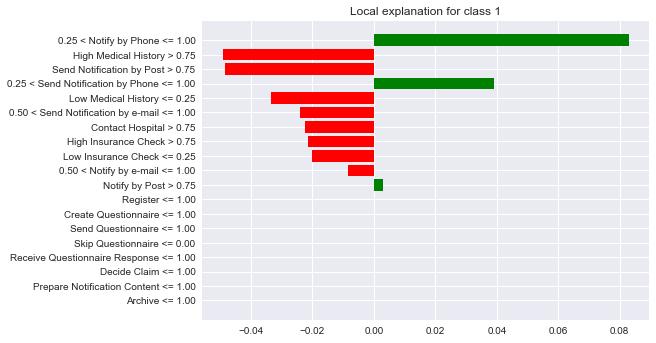 Local explanation for class 1
0.25 < Notify by Phone <= 1.00
High Medical History > 0.75
Send Notification by Post > 0.75
0.25 < Send Notification by Phone <= 1.00
Low Medical History <= 0.25
0.50 < Send Notification by e-mail <= 1.00
Contact Hospital > 0.75
High Insurance Check > 0.75
Low Insurance Check <= 0.25
0.50 < Notify by e-mail <= 1.00
Notify by Post > 0.75
Register <= 1.00
Create Questionnaire <= 1.00
Send Questionnaire <= 1.00
Skip Questionnaire <= 0.00
Receive Questionnaire Response <= 1.00
Decide Claim <= 1.00
Prepare Notification Content <= 1.00
Archive <= 1.00
−0.04 −0.02 0.00 0.02 0.04 0.06 0.08